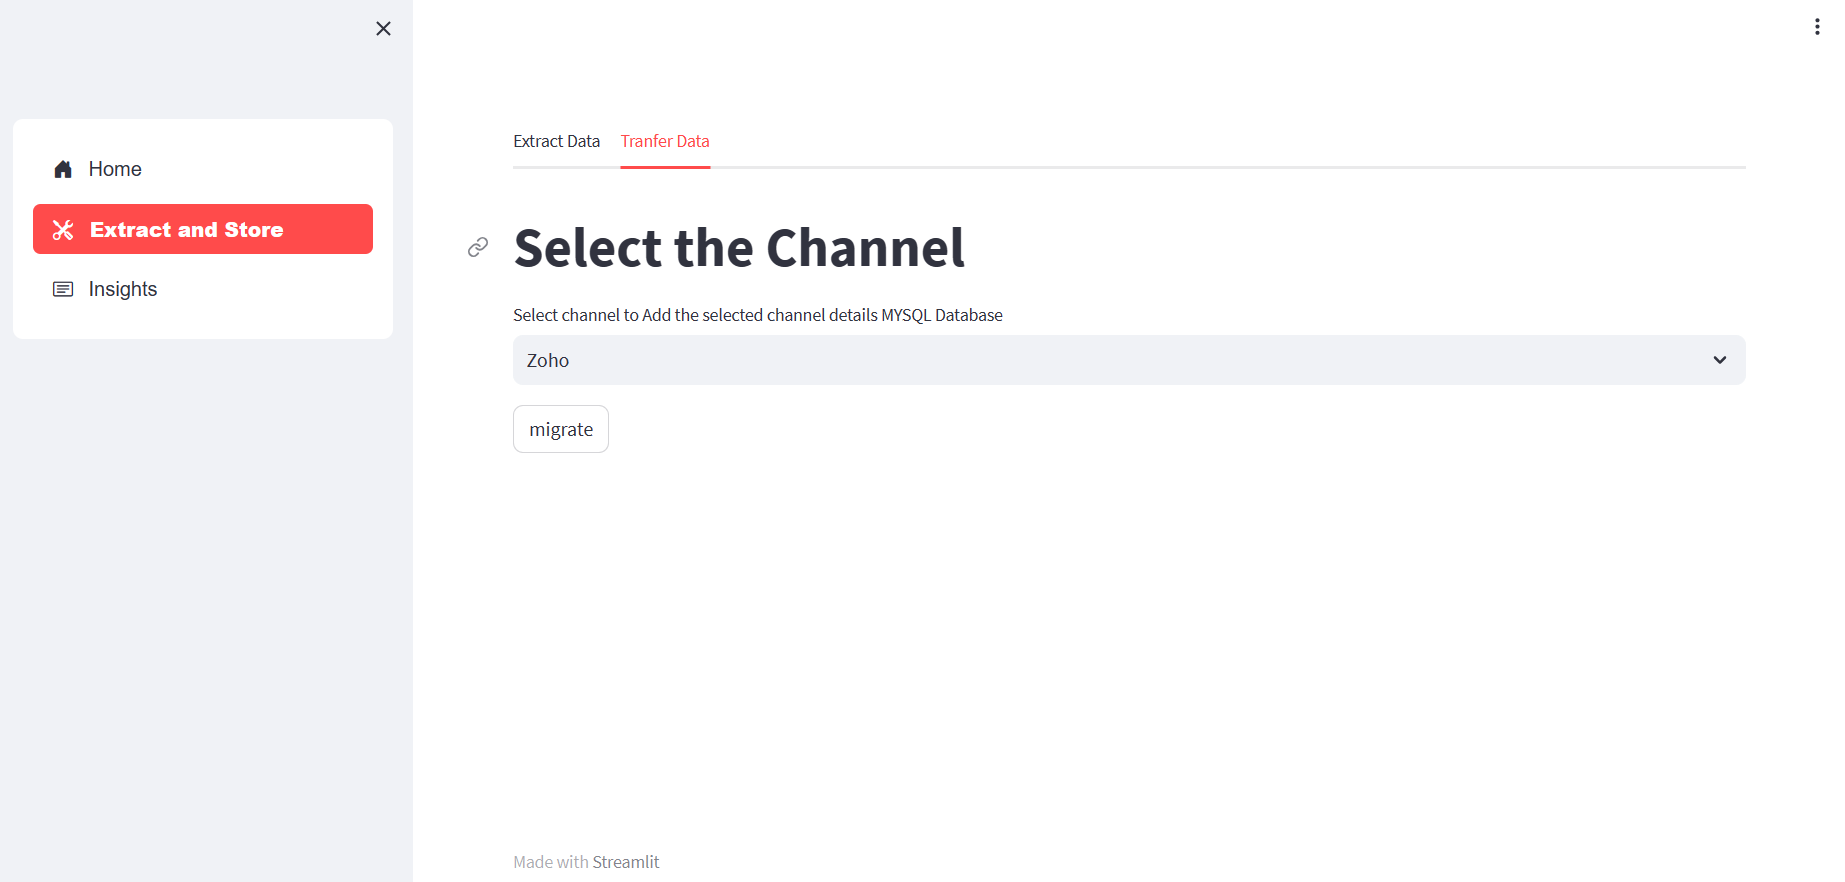 Home
Extract and Store
Insights
Extract Data
Tranfer Data
Select the Channel
Select channel to Add the selected channel details MYSQL Database
Zoho
migrate
Made with Streamlit